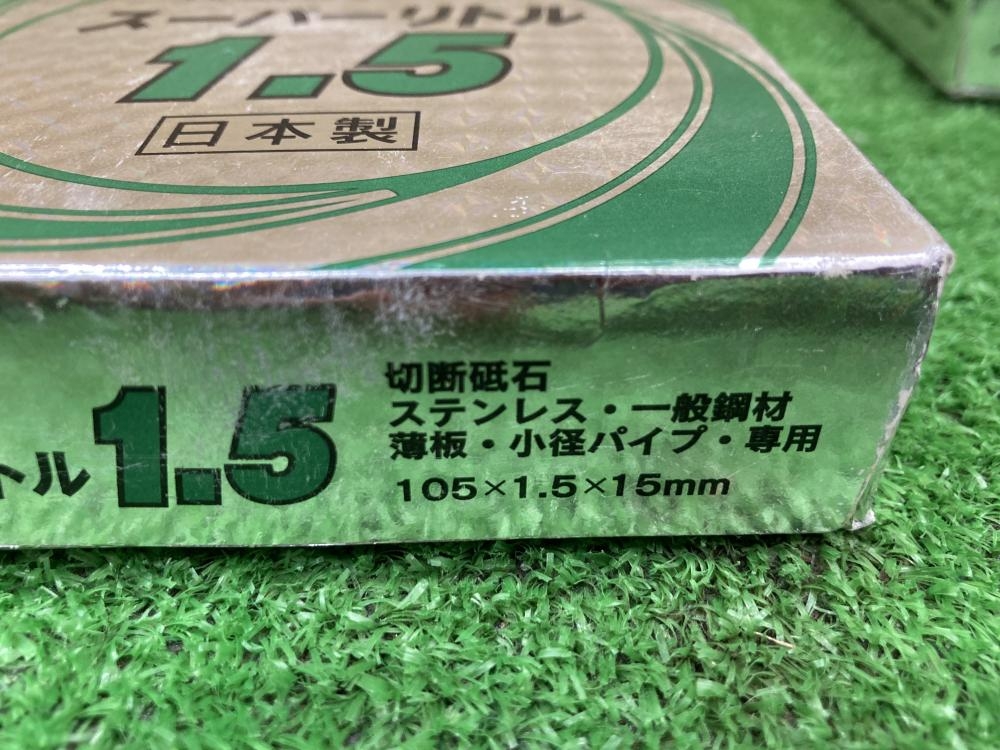 スーパーリトル
1.5
日本製
トル 1.5
切断砥石
ステンレス・一般鋼材
薄板・小径パイプ・専用
105×1.5×15mm